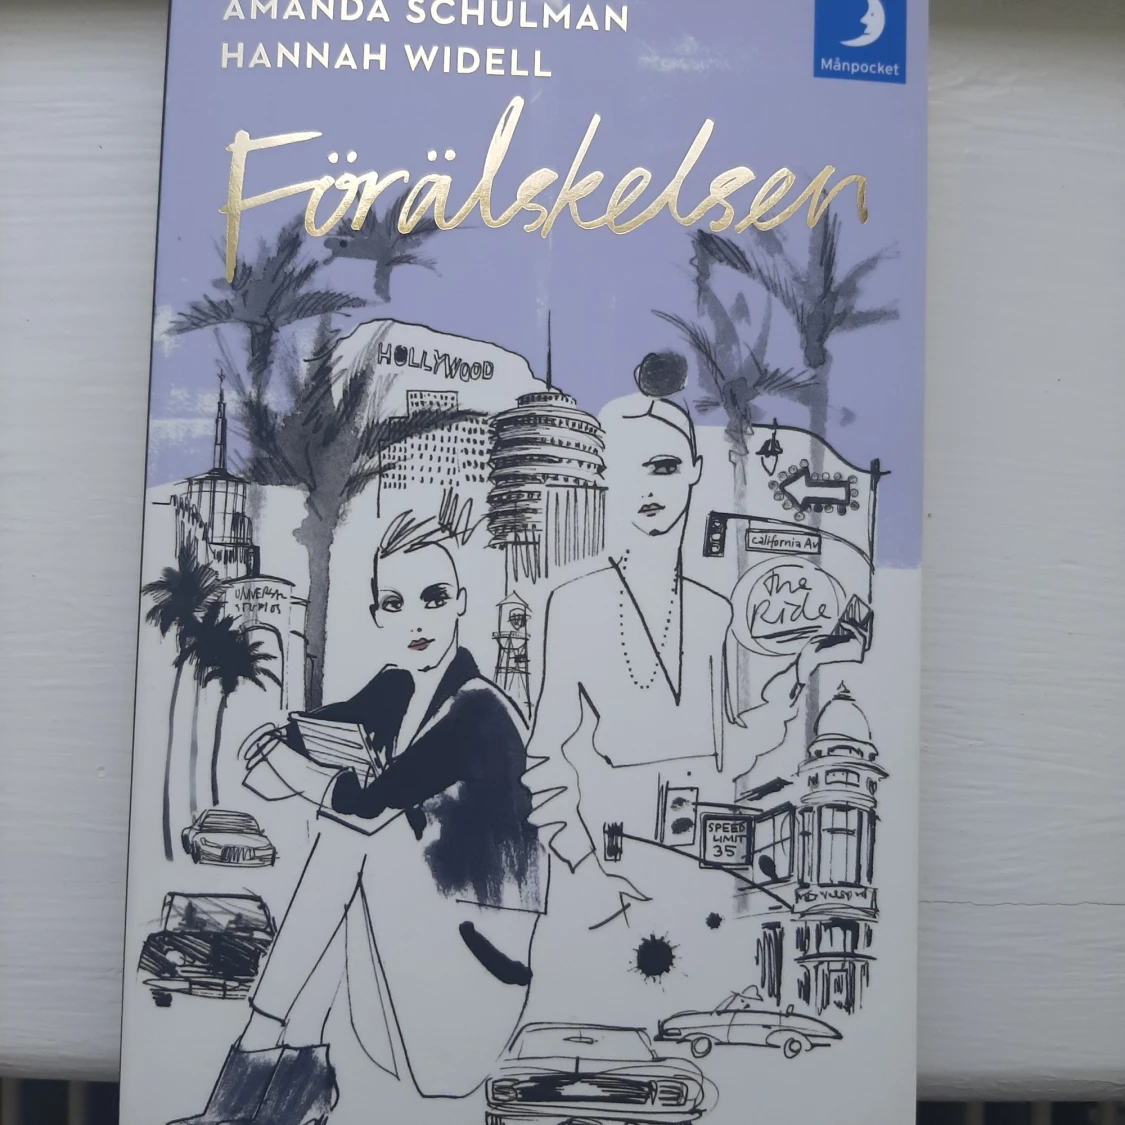 AMANDA SCHULMAN
HANNAH WIDELL
Månpocket
Förälskelsen
HOLLYWOOD
california Av
UNIVERSAL
STUDIOS
the
Ride
SPEED
LIMIT
35